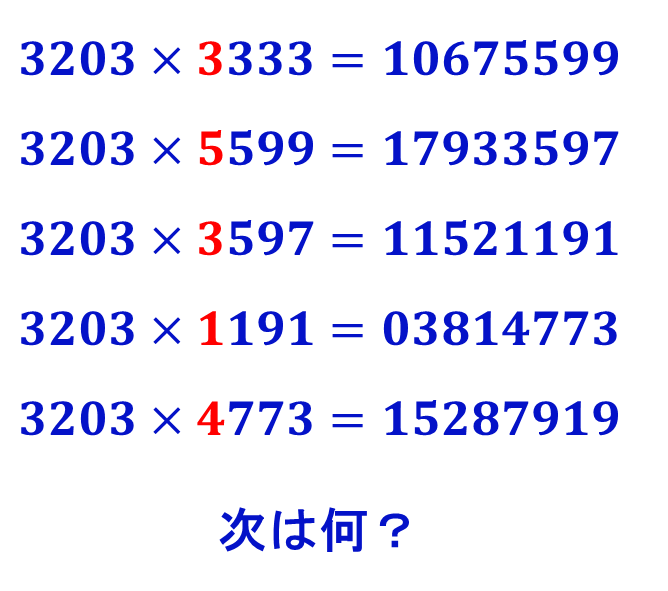 3203 × 3333 = 10675599
3203 × 5599 = 17933597
3203 × 3597 = 11521191
3203 × 1191 = 03814773
3203 × 4773 = 15287919
次は何？